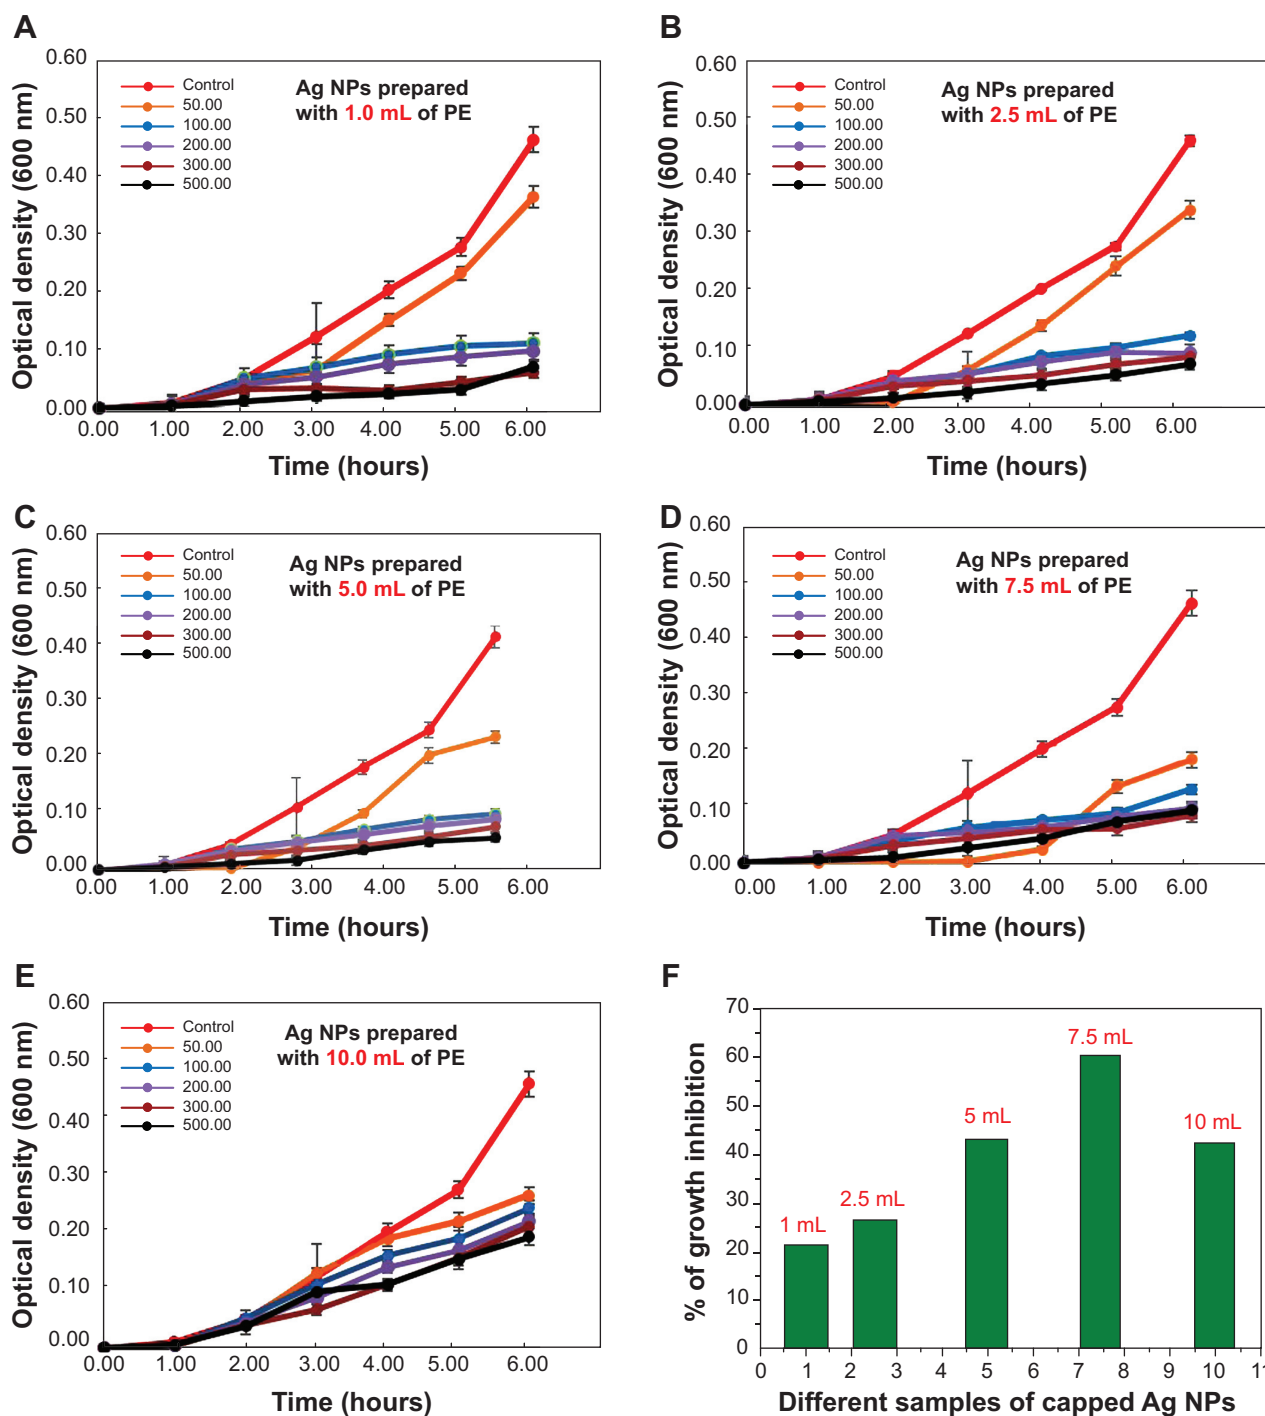 A
Optical density (600 nm)
0.60
0.50
0.40
0.30
0.20
0.10
0.00
Control
50.00
100.00
200.00
300.00
500.00
Ag NPs prepared
with 1.0 mL of PE
0.00 1.00 2.00 3.00 4.00 5.00 6.00
Time (hours)
B
Optical density (600 nm)
0.60
0.50
0.40
0.30
0.20
0.10
0.00
Control
50.00
100.00
200.00
300.00
500.00
Ag NPs prepared
with 2.5 mL of PE
0.00 1.00 2.00 3.00 4.00 5.00 6.00
Time (hours)
C
Optical density (600 nm)
0.60
0.50
0.40
0.30
0.20
0.10
0.00
Control
50.00
100.00
200.00
300.00
500.00
Ag NPs prepared
with 5.0 mL of PE
0.00 1.00 2.00 3.00 4.00 5.00 6.00
Time (hours)
D
Optical density (600 nm)
0.60
0.50
0.40
0.30
0.20
0.10
0.00
Control
50.00
100.00
200.00
300.00
500.00
Ag NPs prepared
with 7.5 mL of PE
0.00 1.00 2.00 3.00 4.00 5.00 6.00
Time (hours)
E
Optical density (600 nm)
0.60
0.50
0.40
0.30
0.20
0.10
0.00
Control
50.00
100.00
200.00
300.00
500.00
Ag NPs prepared
with 10.0 mL of PE
0.00 1.00 2.00 3.00 4.00 5.00 6.00
Time (hours)
F
% of growth inhibition
70
60
50
40
30
20
10
0
1 mL
2.5 mL
5 mL
7.5 mL
10 mL
0 1 2 3 4 5 6 7 8 9 10 11
Different samples of capped Ag NPs